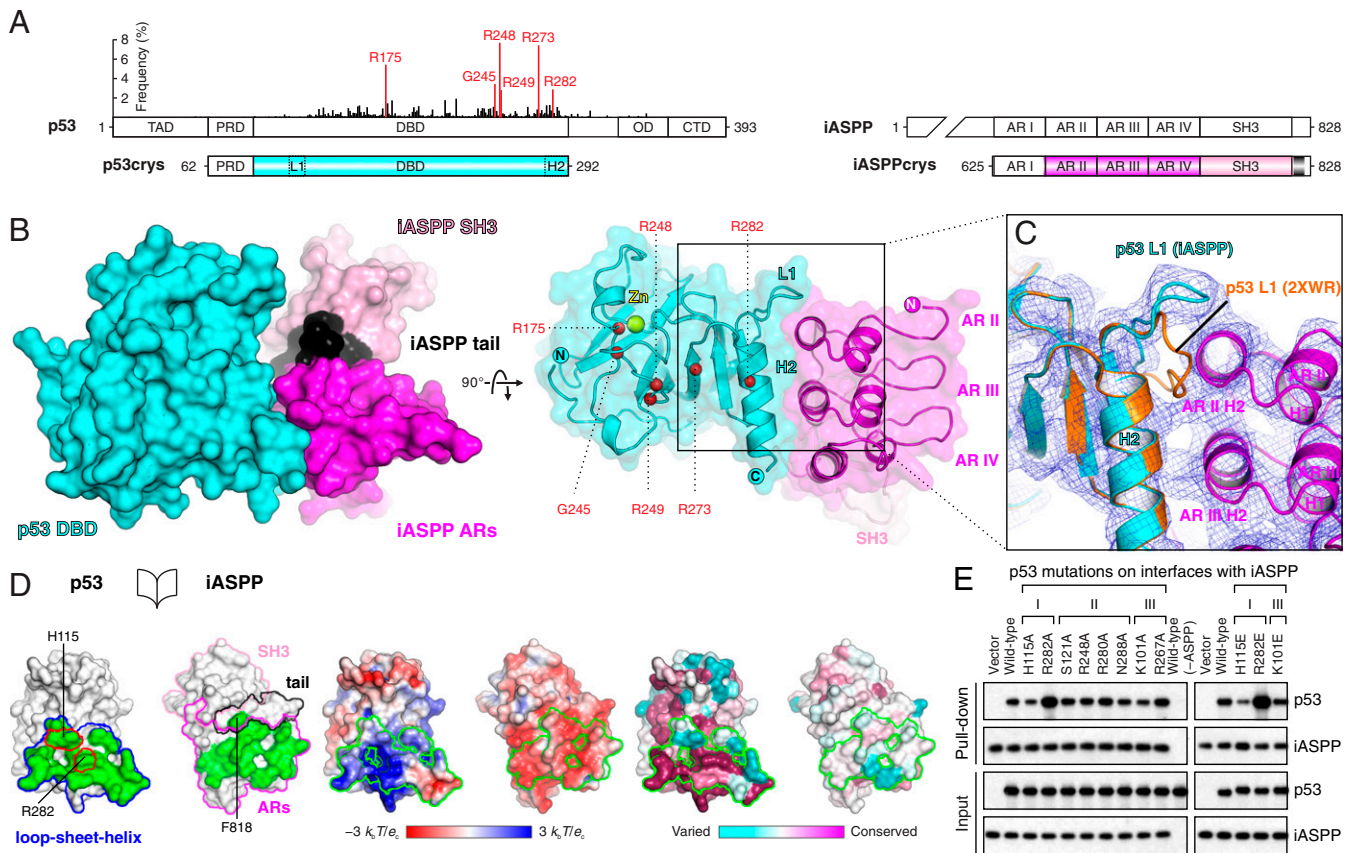 A
Frequency (%)
8
6
4
2
R175
R248
R273
G245
R249
R282
p53
1
TAD
PRD
DBD
OD
CTD
393
p53crys
62
PRD
L1
DBD
H2
292
iASPP
1
AR I
AR II
AR III
AR IV
SH3
828
iASPPcrys
625
AR I
AR II
AR III
AR IV
SH3
828
B
iASPP SH3
iASPP tail
p53 DBD
iASPP ARs
90°
R248
R282
R175
Zn
L1
N
N
H2
C
AR II
AR III
AR IV
SH3
G245
R249
R273
C
p53 L1 (iASPP)
p53 L1 (2XWR)
H2
AR II H2
AR II
H1
AR III H2
AR III
H1
D
p53
iASPP
H115
R282
loop-sheet-helix
SH3
tail
ARs
F818
−3 kbT/ec
3 kbT/ec
Varied
Conserved
E
p53 mutations on interfaces with iASPP
I
II
III
I
III
Vector
Wild-type
H115A
R282A
S121A
R248A
R280A
N288A
K101A
R267A
Wild-type
(−ASPP)
Vector
Wild-type
H115E
R282E
K101E
Pull-down
p53
iASPP
Input
p53
iASPP